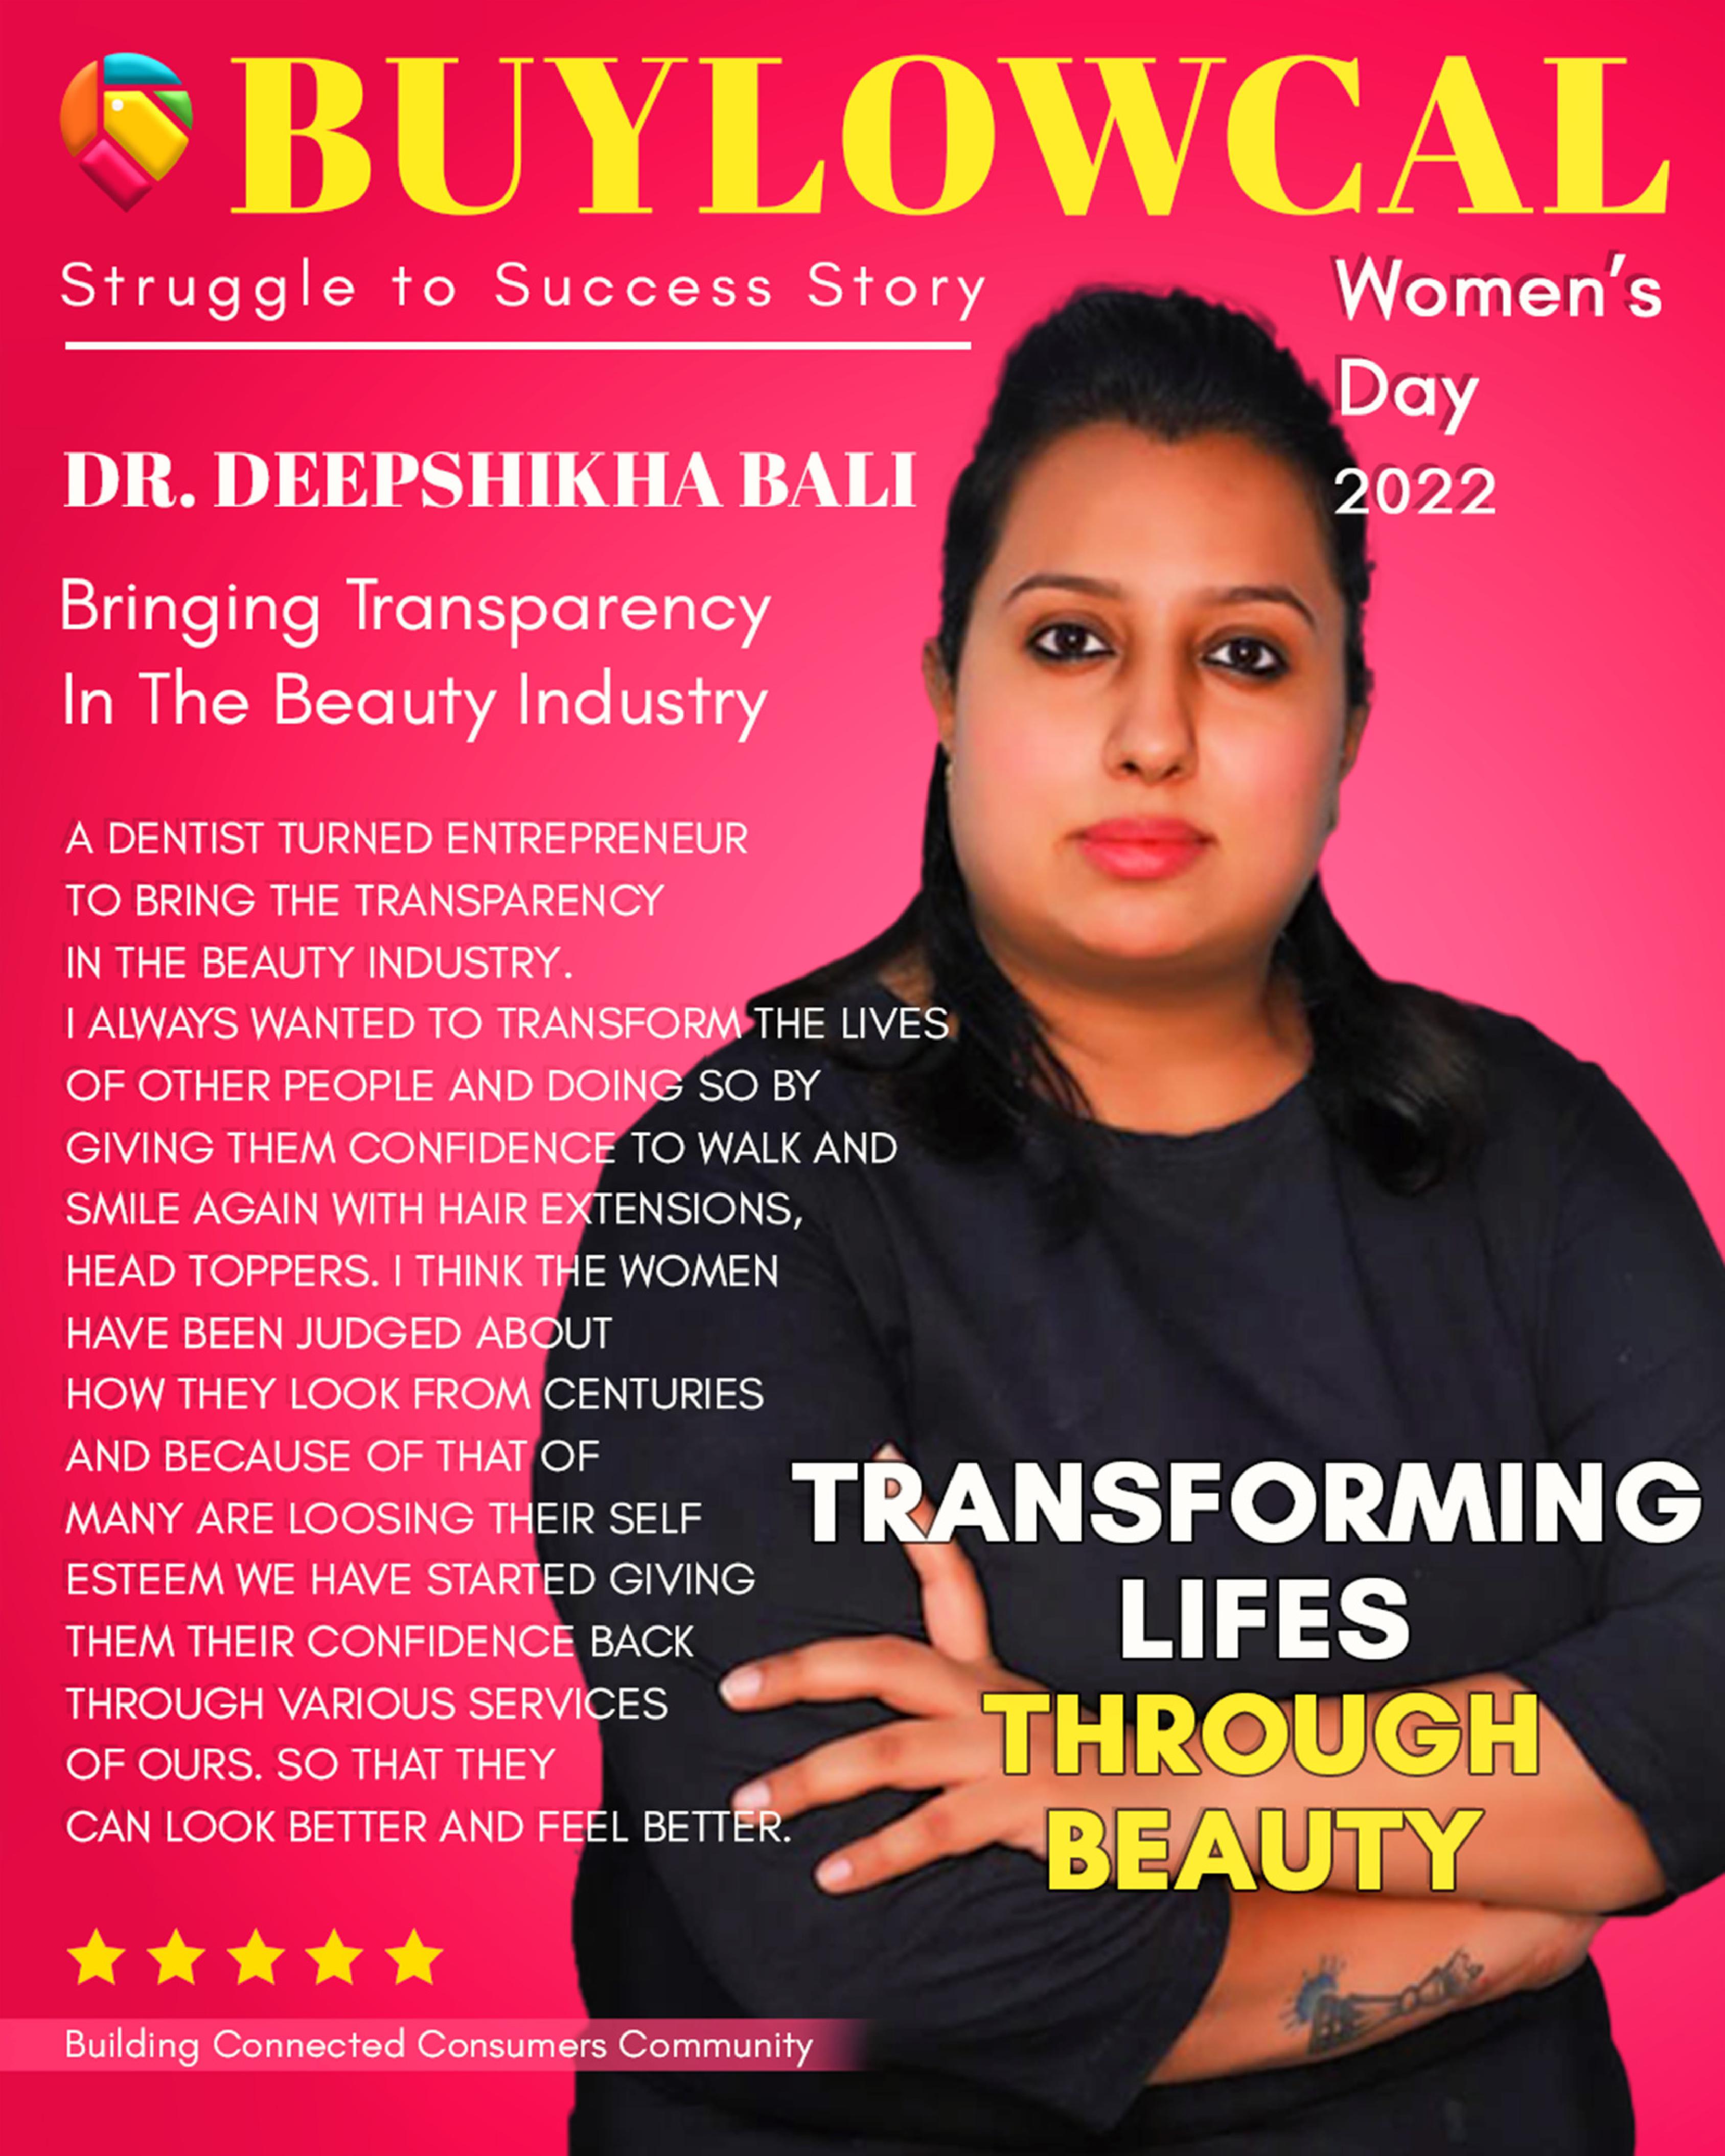 BUYLOWCAL
Struggle to Success Story
Women's
Day
2022
DR. DEEPSHIKHA BALI
Bringing Transparency
In The Beauty Industry
A DENTIST TURNED ENTREPRENEUR
TO BRING THE TRANSPARENCY
IN THE BEAUTY INDUSTRY.
I ALWAYS WANTED TO TRANSFORM THE LIVES
OF OTHER PEOPLE AND DOING SO BY
GIVING THEM CONFIDENCE TO WALK AND
SMILE AGAIN WITH HAIR EXTENSIONS,
HEAD TOPPERS. I THINK THE WOMEN
HAVE BEEN JUDGED ABOUT
HOW THEY LOOK FROM CENTURIES
AND BECAUSE OF THAT OF
MANY ARE LOOSING THEIR SELF
ESTEEM WE HAVE STARTED GIVING
THEM THEIR CONFIDENCE BACK
THROUGH VARIOUS SERVICES
OF OURS. SO THAT THEY
CAN LOOK BETTER AND FEEL BETTER.
TRANSFORMING
LIFES
THROUGH
BEAUTY
Building Connected Consumers Community